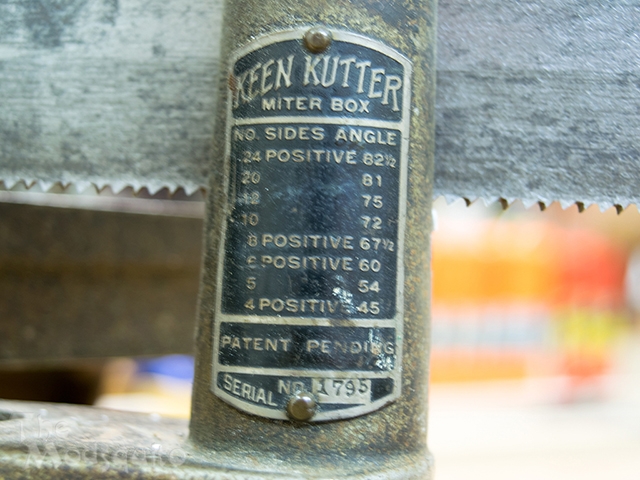 KEEN KUTTER
MITER BOX
NO. SIDES ANGLE
24 POSITIVE 82½
20 81
12 75
10 72
8 POSITIVE 67½
6 POSITIVE 60
5 54
4 POSITIVE 45
PATENT PENDING
SERIAL NO. 1795
The